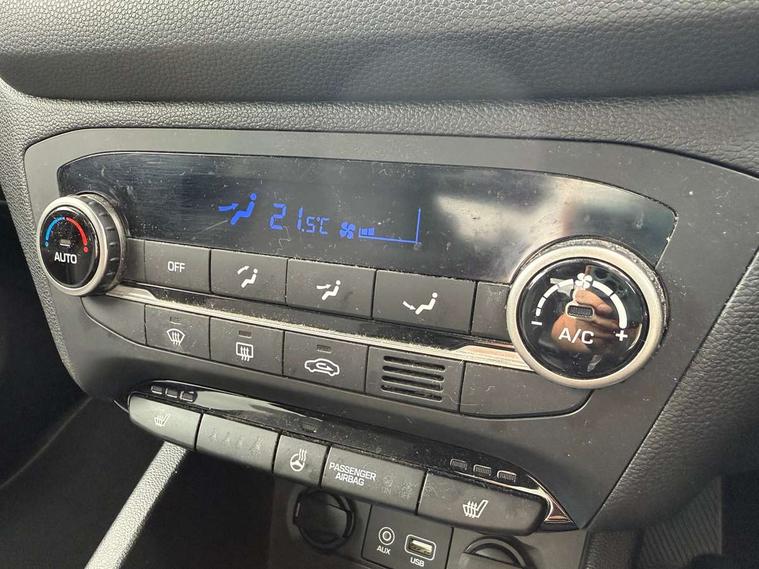 21.5°C
AUTO
OFF
A/C
- +
PASSENGER
AIRBAG
AUX
USB